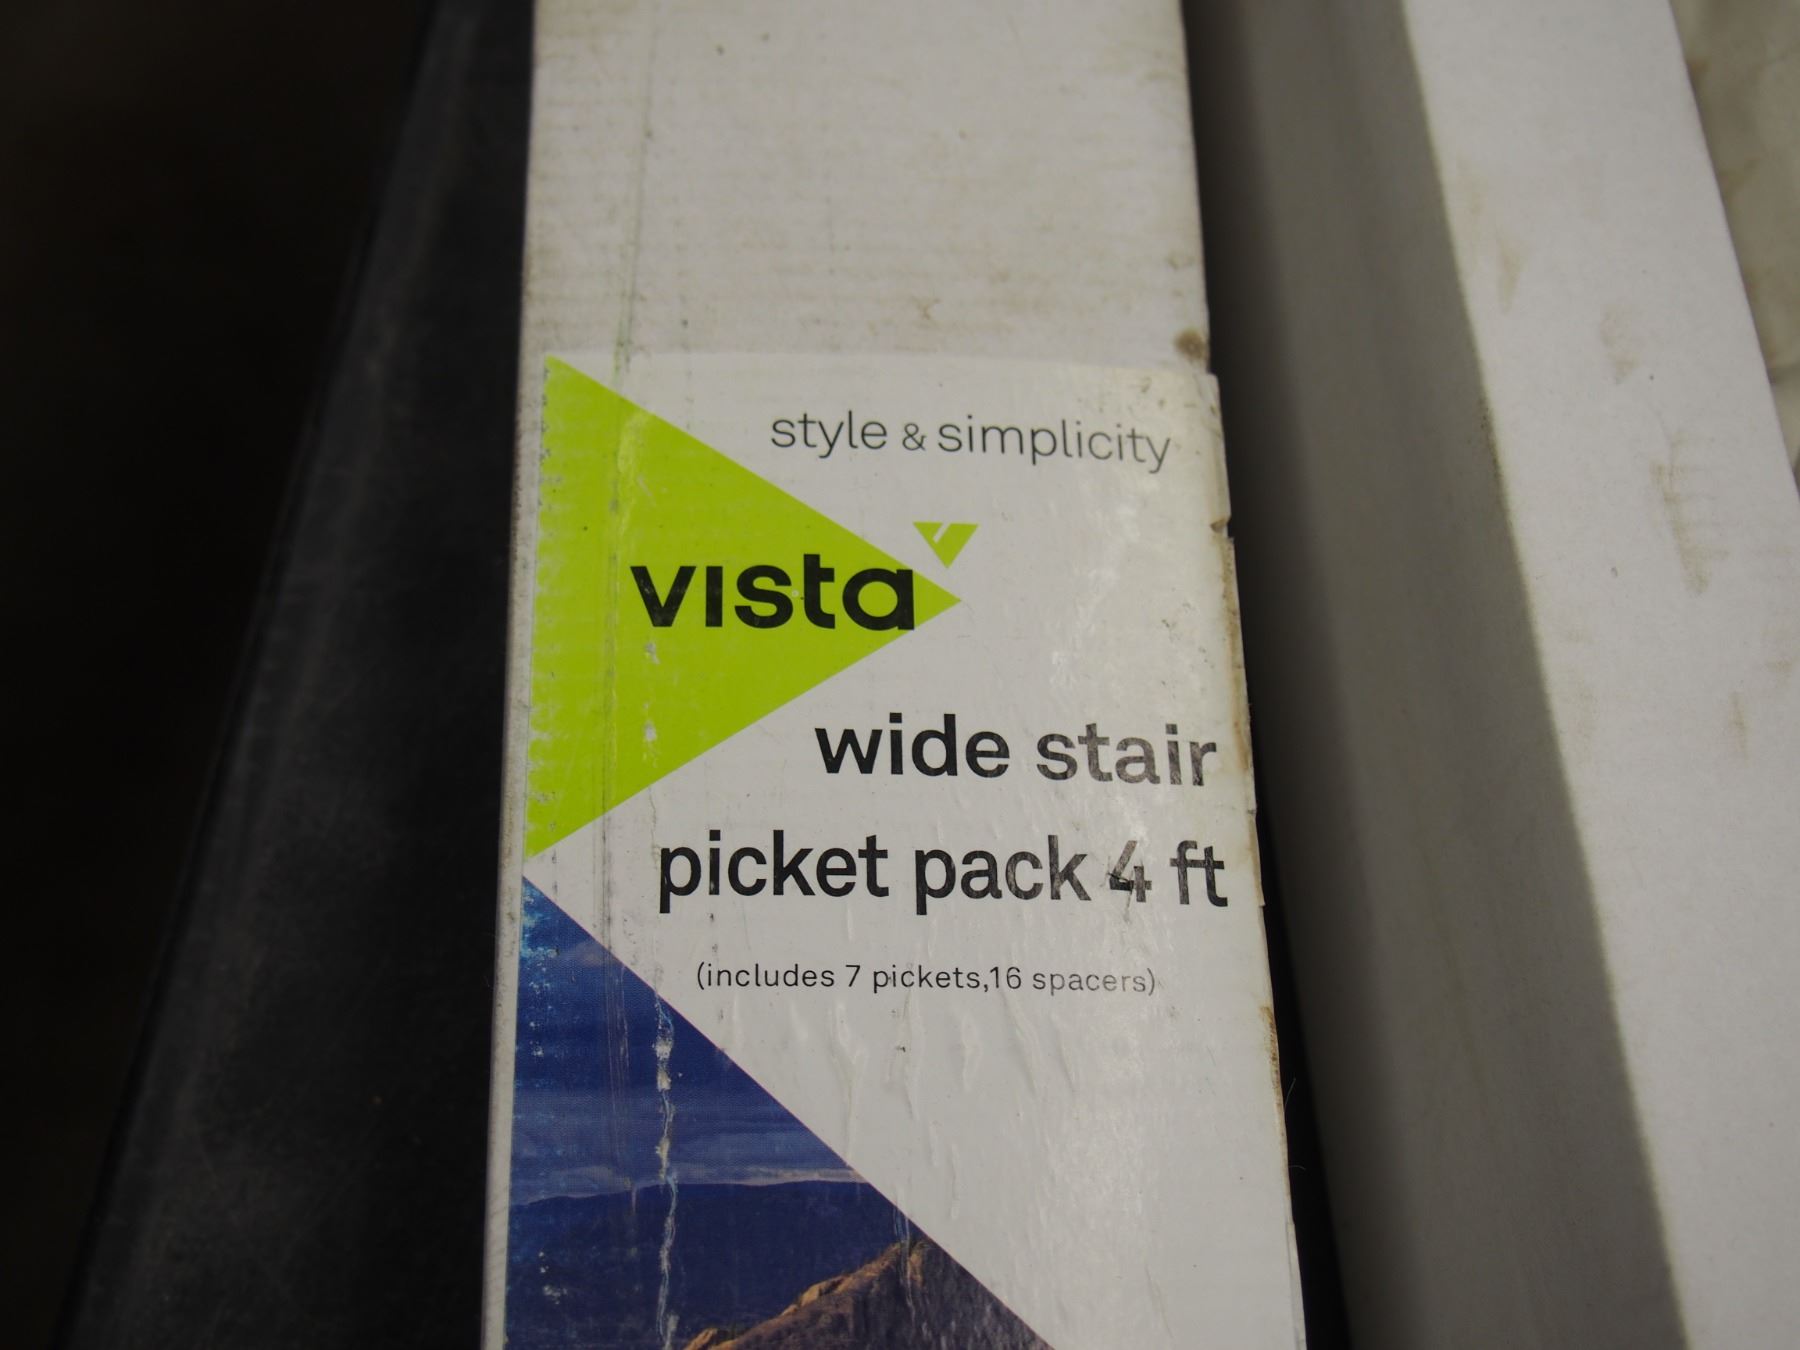 style & simplicity
vista
wide stair
picket pack 4 ft
(includes 7 pickets,16 spacers)